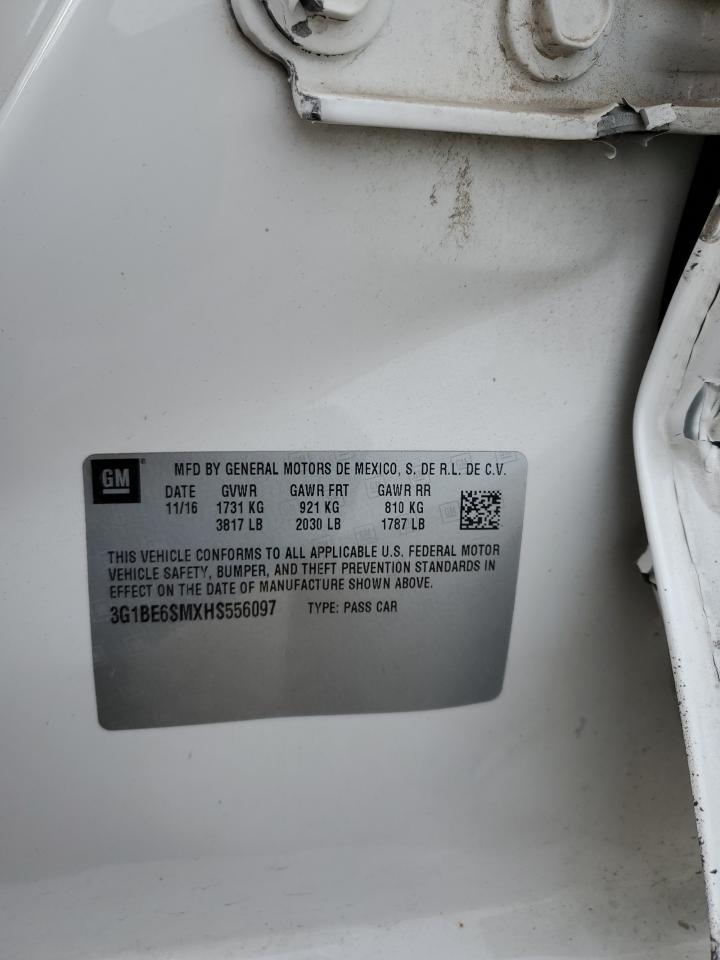 GM
MFD BY GENERAL MOTORS DE MEXICO, S. DE R.L. DE C.V.
DATE GVWR GAWR FRT GAWR RR
11/16 1731 KG 921 KG 810 KG
3817 LB 2030 LB 1787 LB
THIS VEHICLE CONFORMS TO ALL APPLICABLE U.S. FEDERAL MOTOR
VEHICLE SAFETY, BUMPER, AND THEFT PREVENTION STANDARDS IN
EFFECT ON THE DATE OF MANUFACTURE SHOWN ABOVE.
3G1BE6SMXHS556097 TYPE: PASS CAR